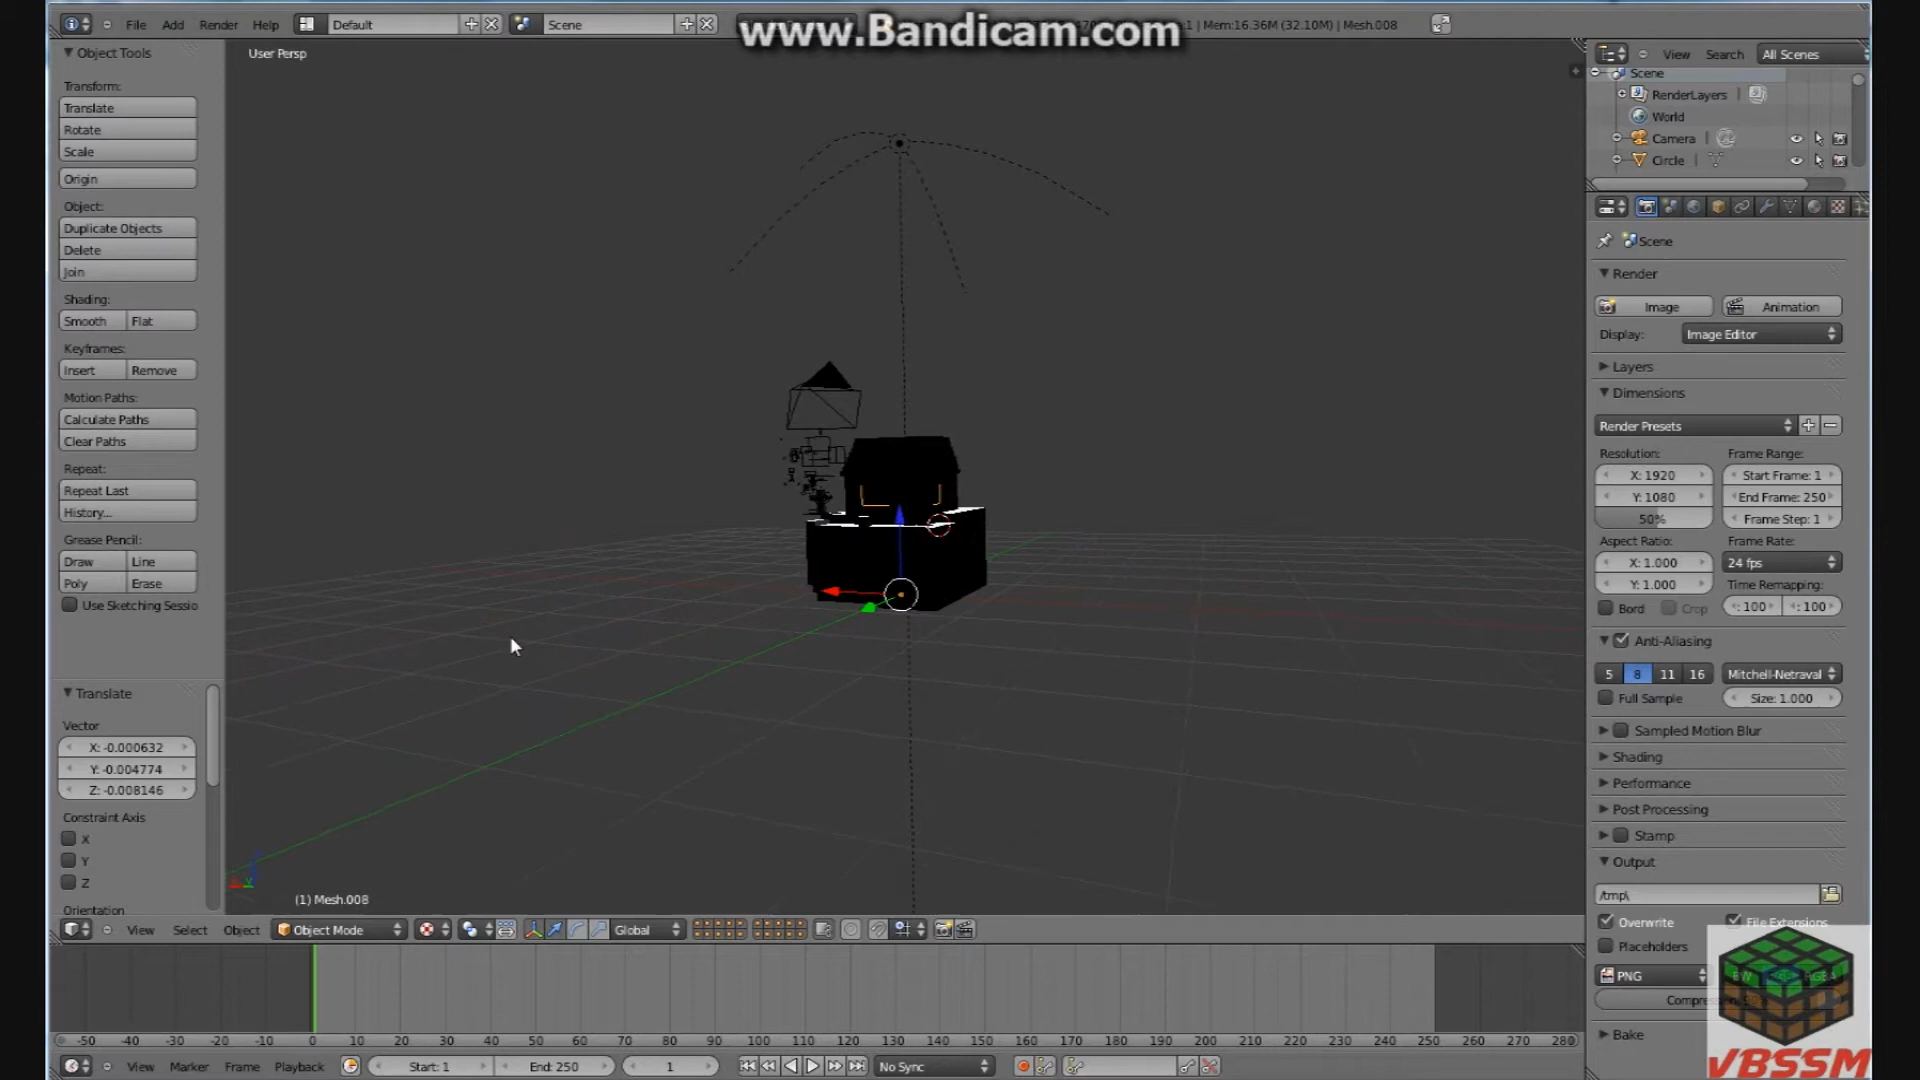 www.Bandicam.com
File Add Render Help Default Scene 1 | Mem:16.36M (32.10M) | Mesh.008
Object Tools
User Persp
View Search All Scenes
Scene
RenderLayers
World
Camera
Circle
Transform:
Translate
Rotate
Scale
Origin
Object:
Duplicate Objects
Delete
Join
Shading:
Smooth Flat
Keyframes:
Insert Remove
Motion Paths:
Calculate Paths
Clear Paths
Repeat:
Repeat Last
History...
Grease Pencil:
Draw Line
Poly Erase
Use Sketching Sessio
Translate
Vector
X: -0.000632
Y: -0.004774
Z: -0.008146
Constraint Axis
X
Y
Z
Orientation
(1) Mesh.008
Scene
Render
Image Animation
Display: Image Editor
Layers
Dimensions
Render Presets
Resolution: Frame Range:
X: 1920 Start Frame: 1
Y: 1080 End Frame: 250
50% Frame Step: 1
Aspect Ratio: Frame Rate:
X: 1.000 24 fps
Y: 1.000 Time Remapping:
Bord Crop : 100 : 100
Anti-Aliasing
5 8 11 16 Mitchell-Netraval
Full Sample Size: 1.000
Sampled Motion Blur
Shading
Performance
Post Processing
Stamp
Output
/tmp\
Overwrite File Extensions
Placeholders
PNG BW RGBA
Bake
VBSSM
View Select Object Object Mode Global
-50 -40 -30 -20 -10 0 10 20 30 40 50 60 70 80 90 100 110 120 130 140 150 160 170 180 190 200 210 220 230 240 250 260 270 280
View Marker Frame Playback Start: 1 End: 250 1 No Sync